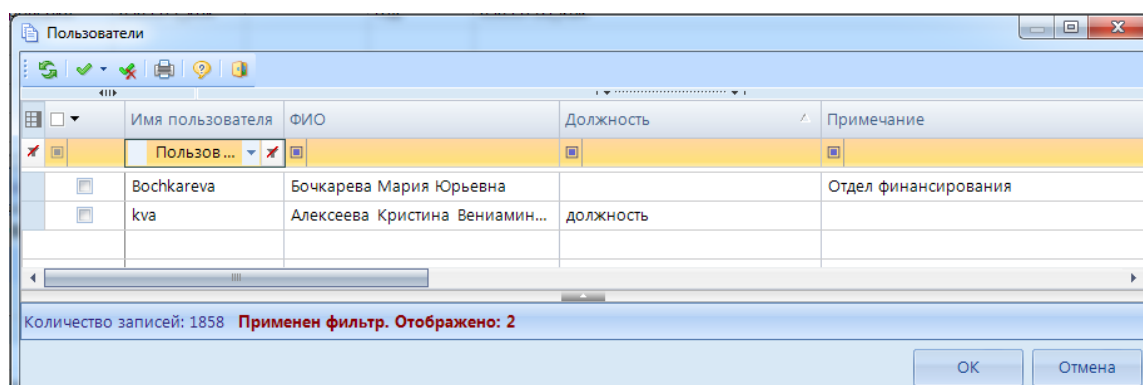 Пользователи
Имя пользователя ФИО Должность Примечание
Пользов ...
Bochkareva Бочкарева Мария Юрьевна Отдел финансирования
kva Алексеева Кристина Вениамин... должность
Количество записей: 1858 Применен фильтр. Отображено: 2
ОК Отмена